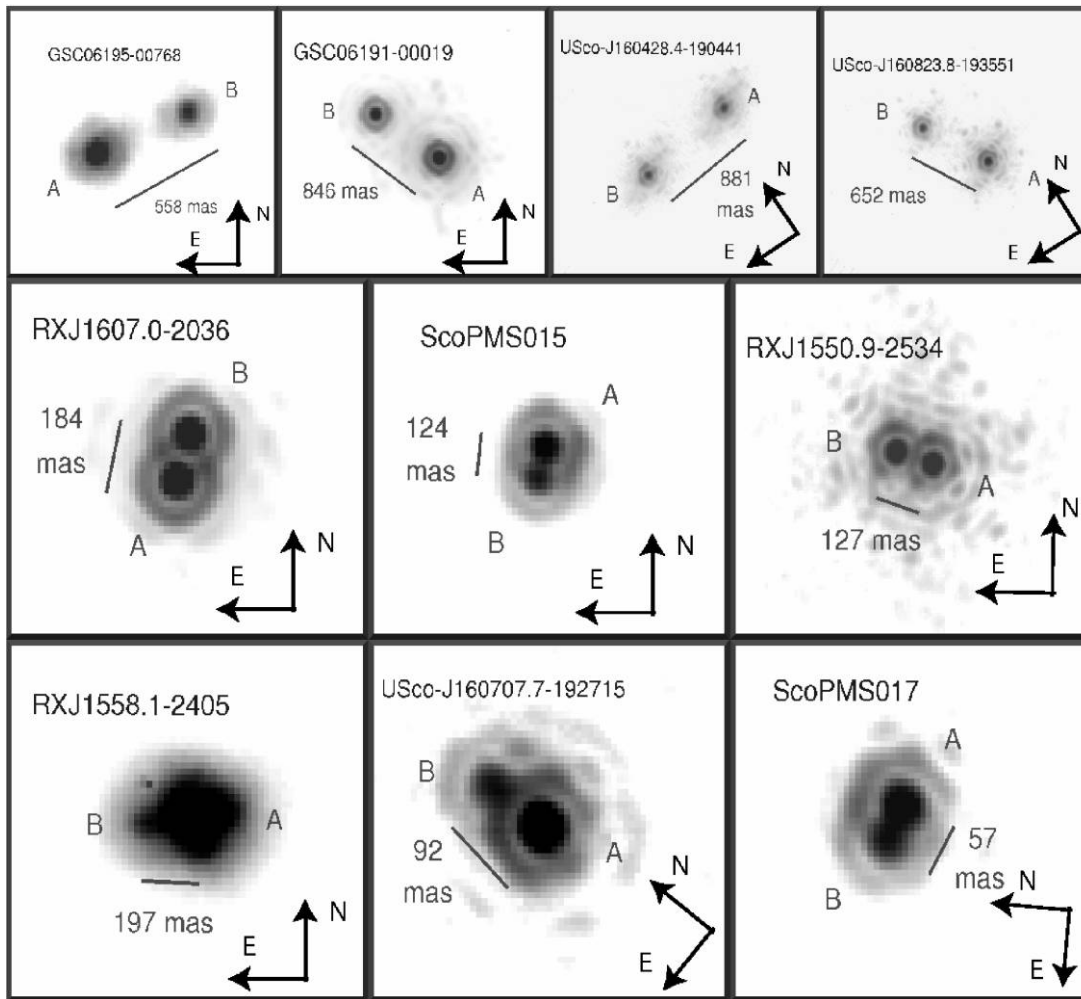 GSC06195-00768
B
A
558 mas
N
E
GSC06191-00019
B
846 mas
A
N
E
USco-J160428.4-190441
A
B
881
mas
N
E
USco-J160823.8-193551
B
652 mas
A
N
E
RXJ1607.0-2036
B
184
mas
A
N
E
ScoPMS015
A
124
mas
B
N
E
RXJ1550.9-2534
B
A
127 mas
N
E
RXJ1558.1-2405
B
A
197 mas
N
E
USco-J160707.7-192715
B
92
mas
A
N
E
ScoPMS017
A
57
mas
B
N
E